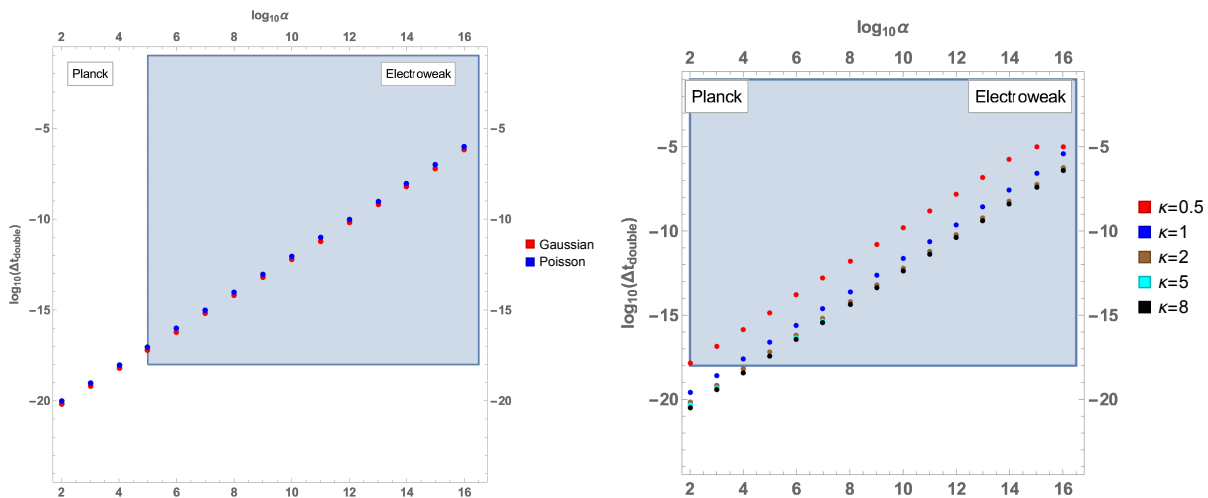 log₁₀α
2 4 6 8 10 12 14 16
Planck
Electroweak
log₁₀(Δt_double)
−5 −5
−10 −10
−15 −15
−20 −20
2 4 6 8 10 12 14 16
Gaussian
Poisson
log₁₀α
2 4 6 8 10 12 14 16
Planck
Electroweak
log₁₀(Δt_double)
−5 −5
−10 −10
−15 −15
−20 −20
2 4 6 8 10 12 14 16
κ=0.5
κ=1
κ=2
κ=5
κ=8